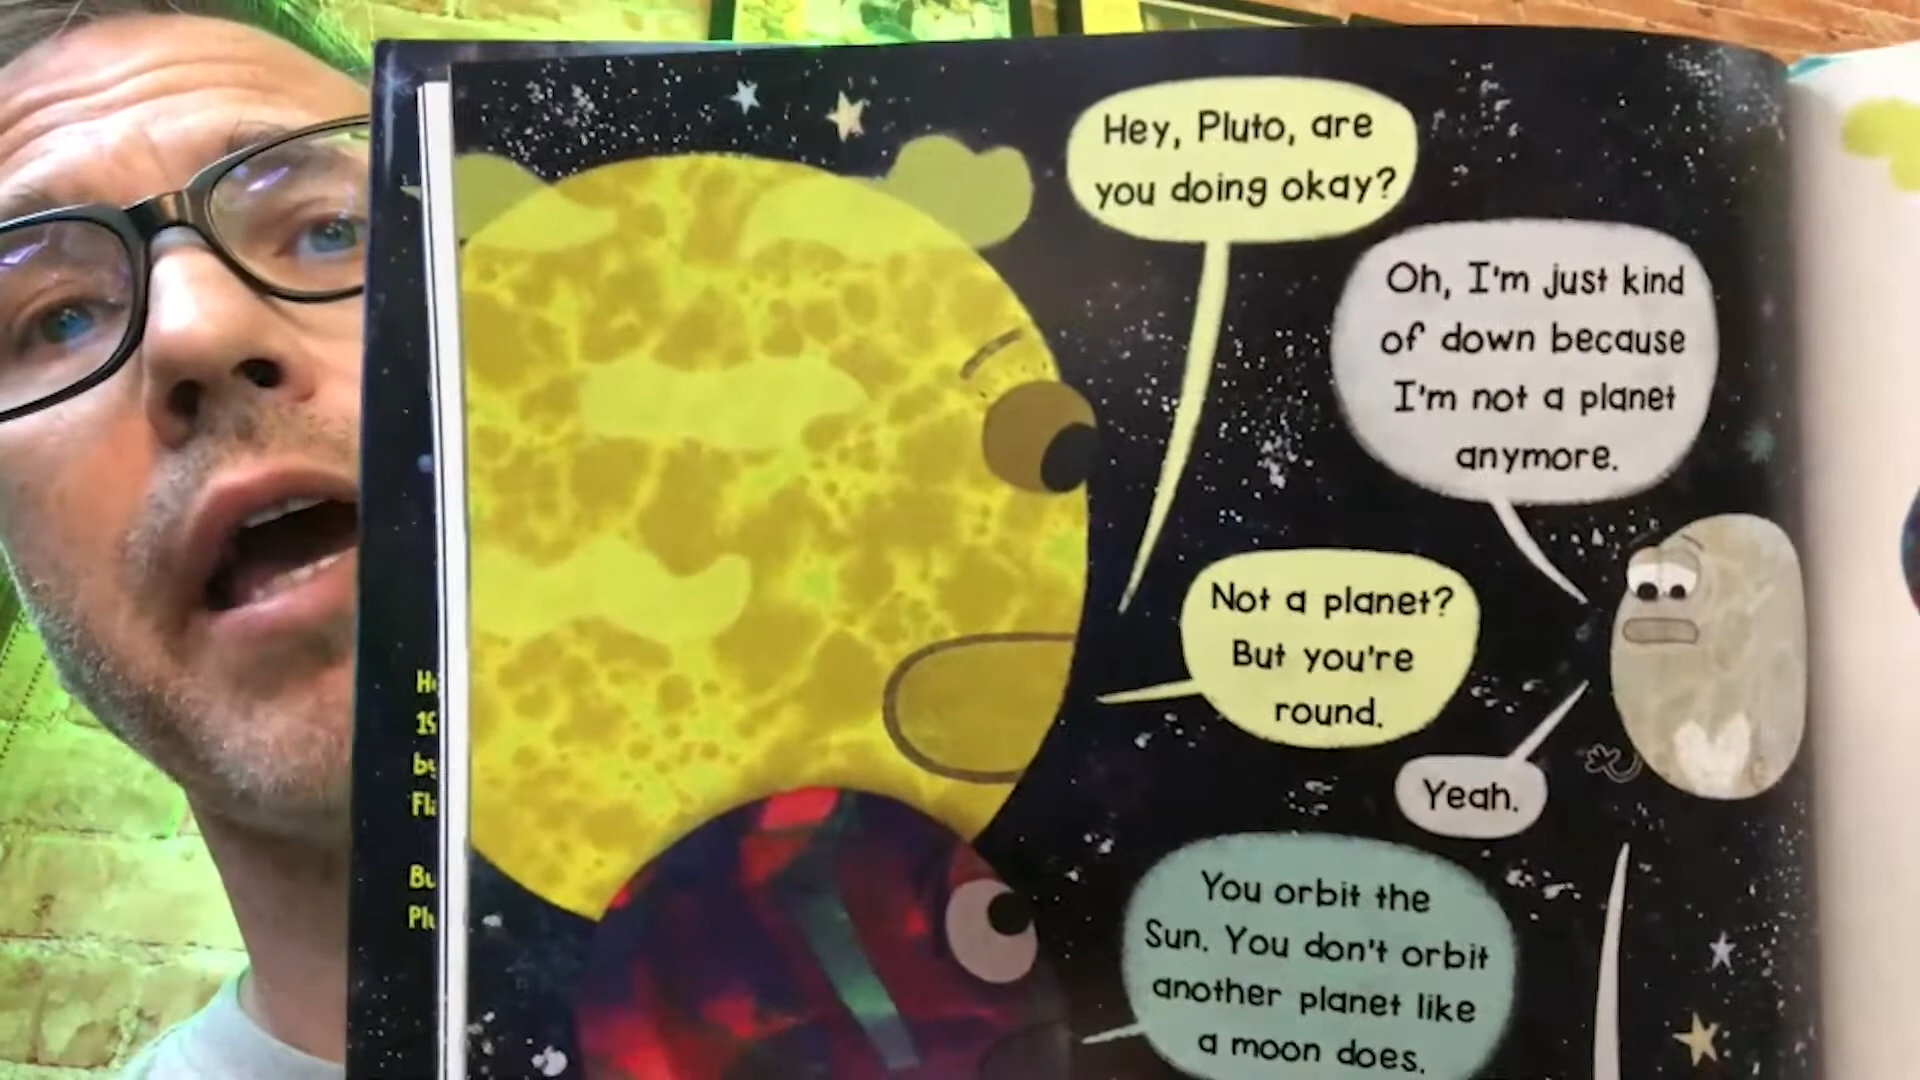 Hey, Pluto, are
you doing okay?
Oh, I'm just kind
of down because
I'm not a planet
anymore.
Not a planet?
But you're
round.
Yeah.
You orbit the
Sun. You don't orbit
another planet like
a moon does.